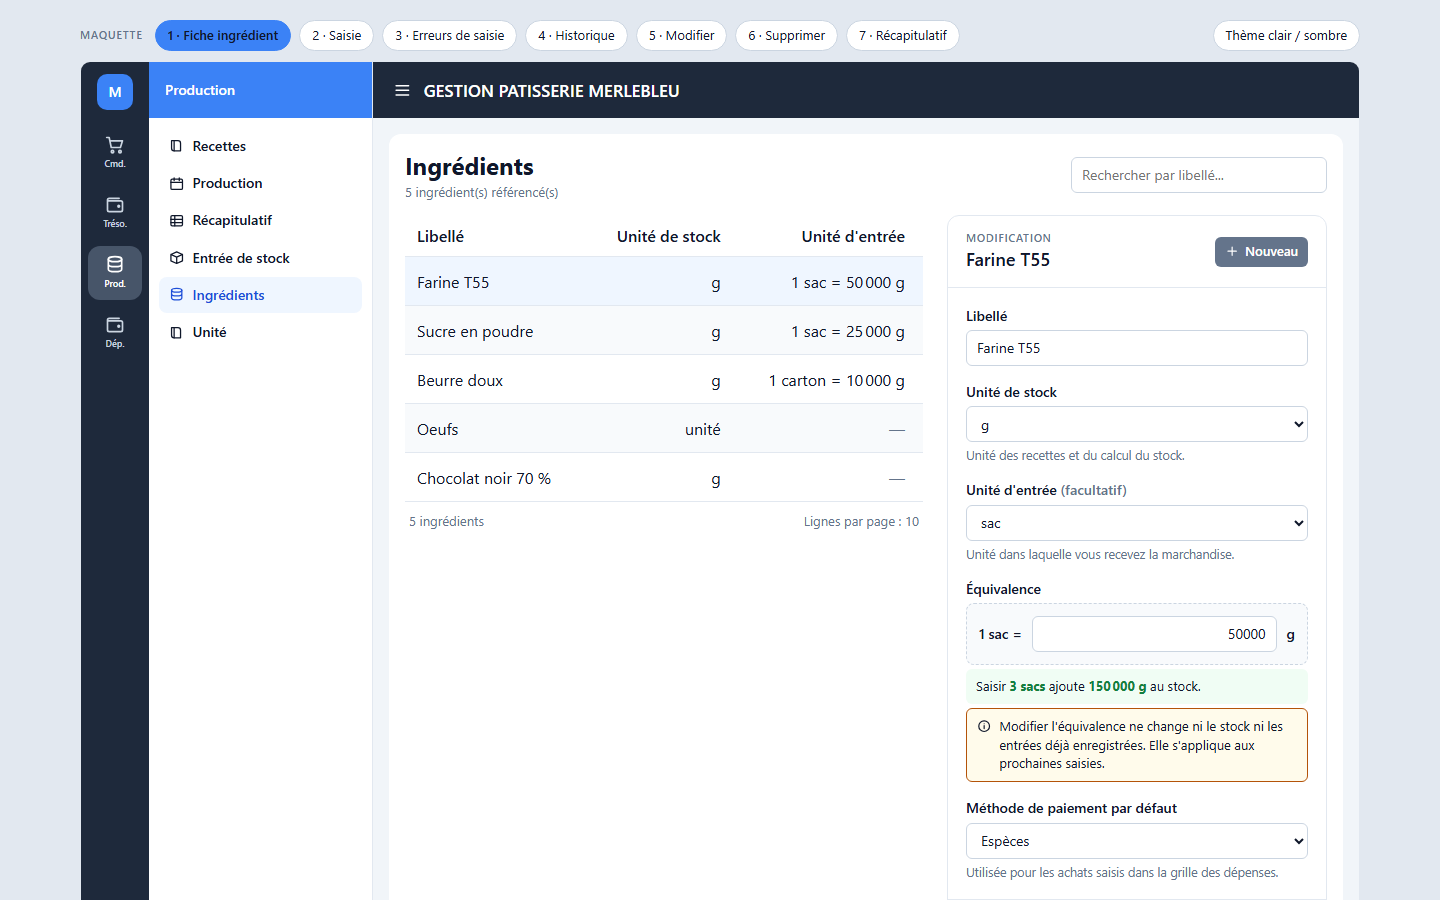 MAQUETTE
1 · Fiche ingrédient
2 · Saisie
3 · Erreurs de saisie
4 · Historique
5 · Modifier
6 · Supprimer
7 · Récapitulatif
Thème clair / sombre
M
Cmd.
Tréso.
Prod.
Dép.
Production
Recettes
Production
Récapitulatif
Entrée de stock
Ingrédients
Unité
GESTION PATISSERIE MERLEBLEU
Ingrédients
5 ingrédient(s) référencé(s)
Rechercher par libellé...
Libellé Unité de stock Unité d'entrée
Farine T55 g 1 sac = 50 000 g
Sucre en poudre g 1 sac = 25 000 g
Beurre doux g 1 carton = 10 000 g
Oeufs unité —
Chocolat noir 70 % g —
5 ingrédients Lignes par page : 10
MODIFICATION
Farine T55
+ Nouveau
Libellé
Farine T55
Unité de stock
g
Unité des recettes et du calcul du stock.
Unité d'entrée (facultatif)
sac
Unité dans laquelle vous recevez la marchandise.
Équivalence
1 sac = 50000 g
Saisir 3 sacs ajoute 150 000 g au stock.
Modifier l'équivalence ne change ni le stock ni les
entrées déjà enregistrées. Elle s'applique aux
prochaines saisies.
Méthode de paiement par défaut
Espèces
Utilisée pour les achats saisis dans la grille des dépenses.